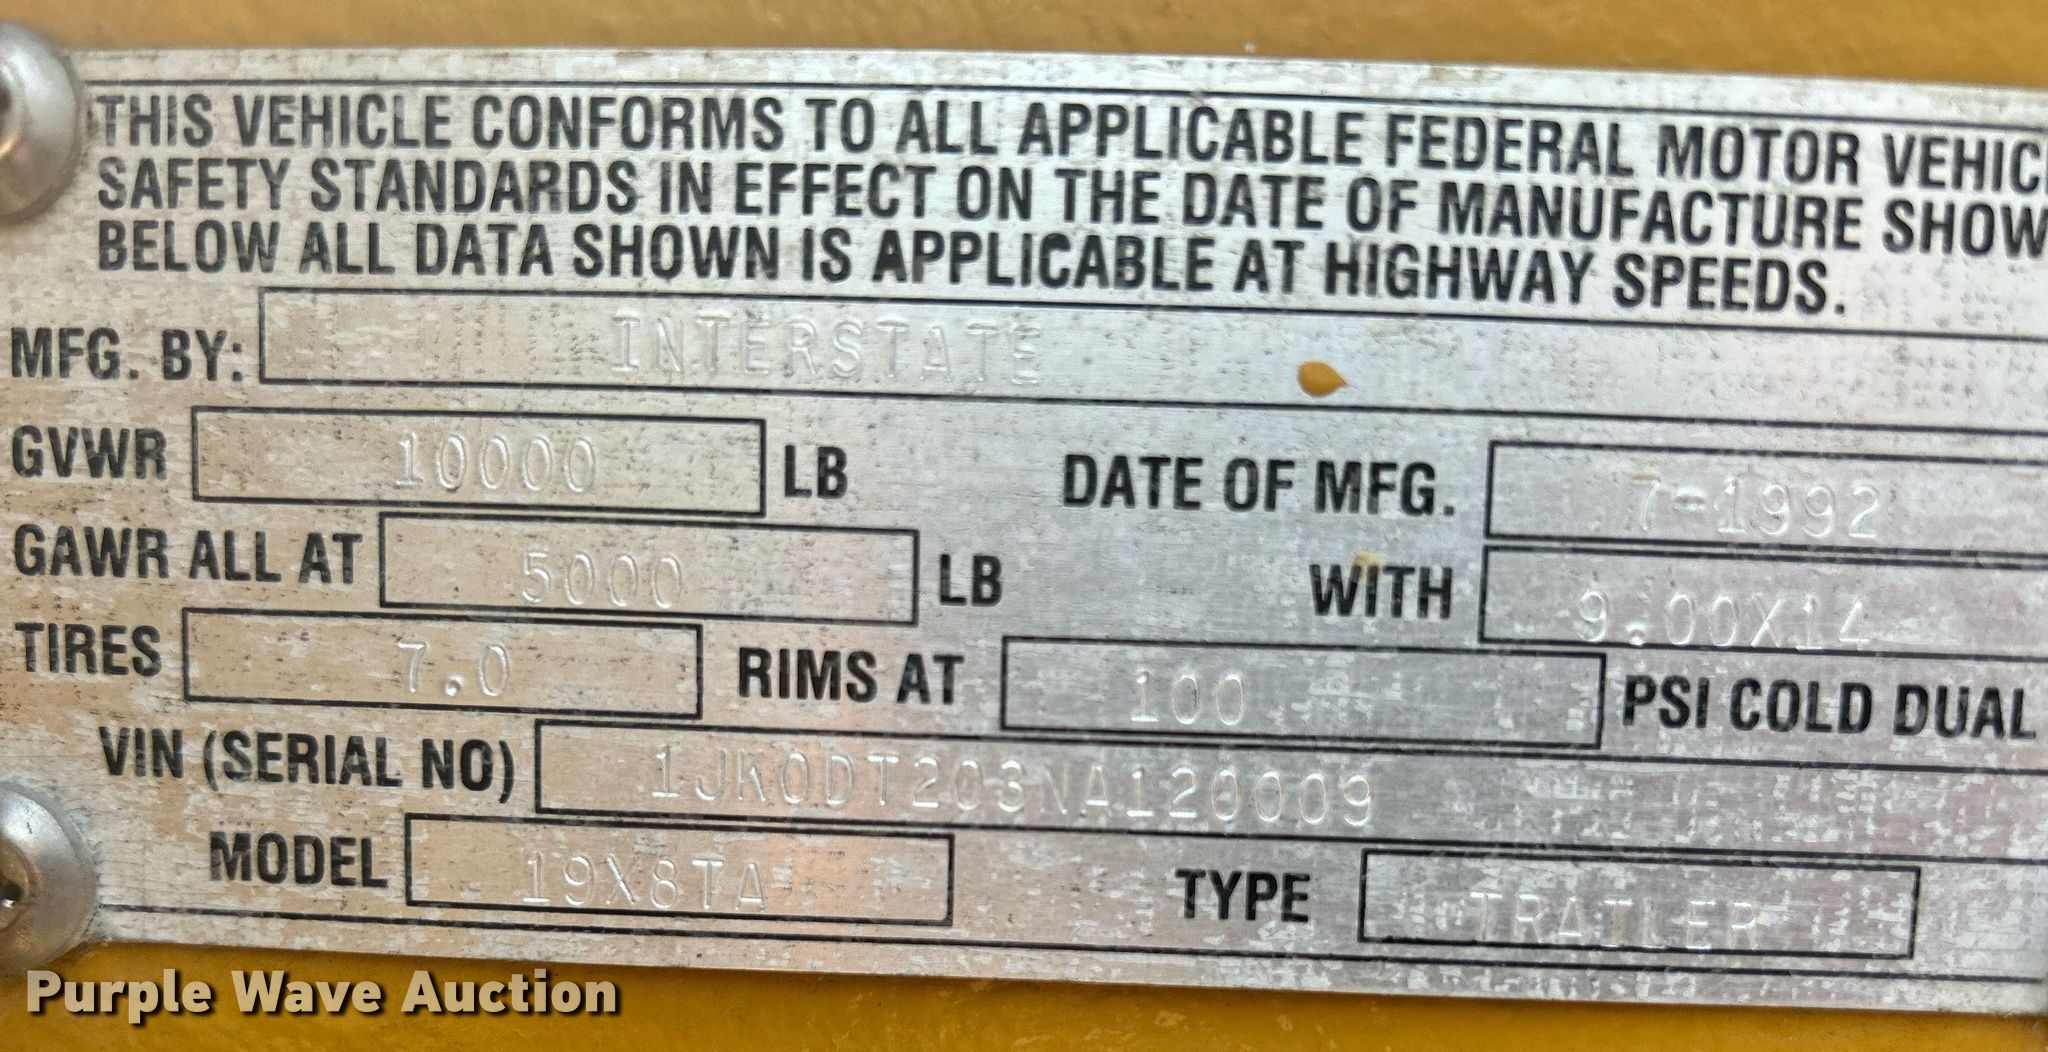 THIS VEHICLE CONFORMS TO ALL APPLICABLE FEDERAL MOTOR VEHIC
SAFETY STANDARDS IN EFFECT ON THE DATE OF MANUFACTURE SHOW
BELOW ALL DATA SHOWN IS APPLICABLE AT HIGHWAY SPEEDS.
MFG. BY: INTERSTATE
GVWR 10000 LB DATE OF MFG. 7-1992
GAWR ALL AT 5000 LB WITH 9.00X14
TIRES 7.0 RIMS AT 100 PSI COLD DUAL
VIN (SERIAL NO) 1JK0DT203NA120009
MODEL 19X8TA TYPE TRAILER
Purple Wave Auction